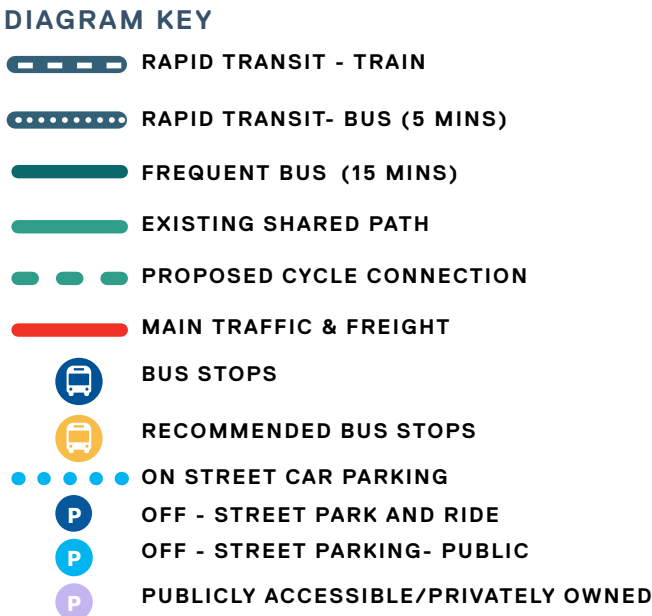 DIAGRAM KEY
RAPID TRANSIT - TRAIN
RAPID TRANSIT- BUS (5 MINS)
FREQUENT BUS (15 MINS)
EXISTING SHARED PATH
PROPOSED CYCLE CONNECTION
MAIN TRAFFIC & FREIGHT
BUS STOPS
RECOMMENDED BUS STOPS
ON STREET CAR PARKING
P OFF - STREET PARK AND RIDE
P OFF - STREET PARKING- PUBLIC
P PUBLICLY ACCESSIBLE/PRIVATELY OWNED